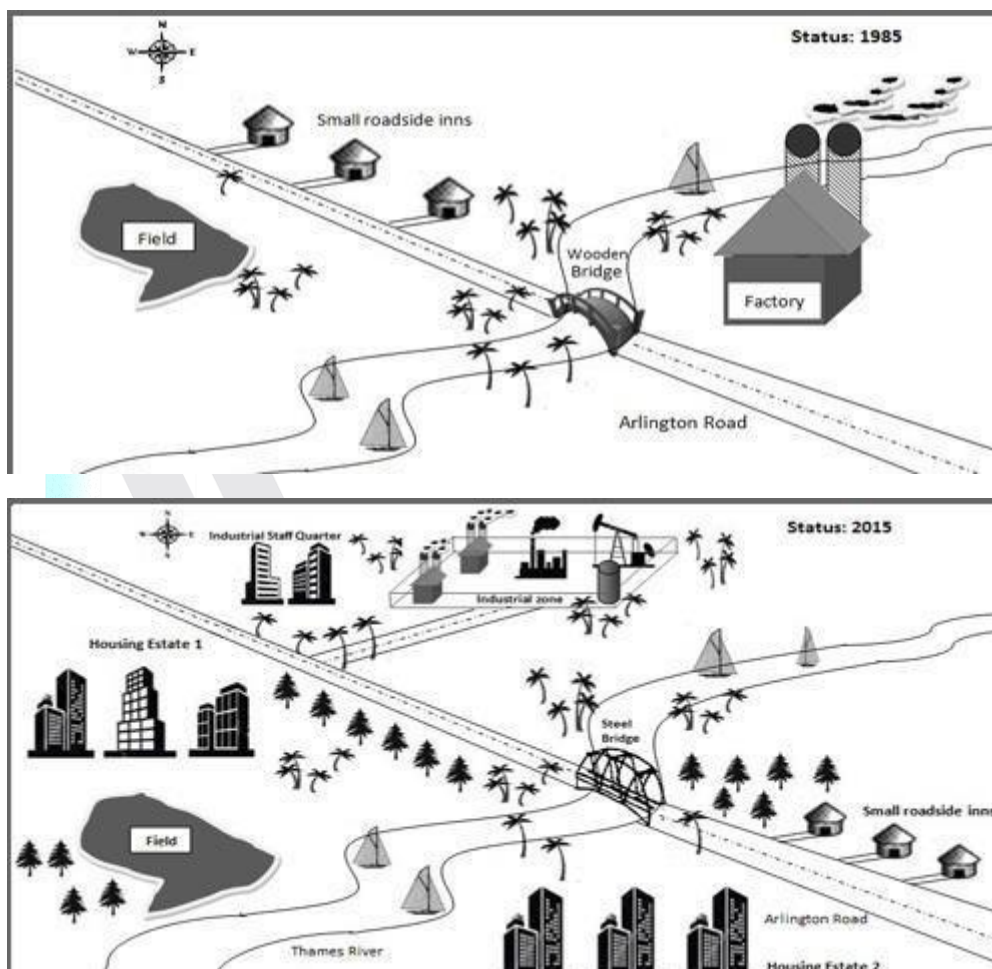 N
W E
S
Status: 1985
Small roadside inns
Field
Wooden
Bridge
Factory
Arlington Road
N
E
S
Status: 2015
Industrial Staff Quarter
Industrial zone
Housing Estate 1
Steel
Bridge
Small roadside inns
Field
Arlington Road
Thames River
Housing Estate 2